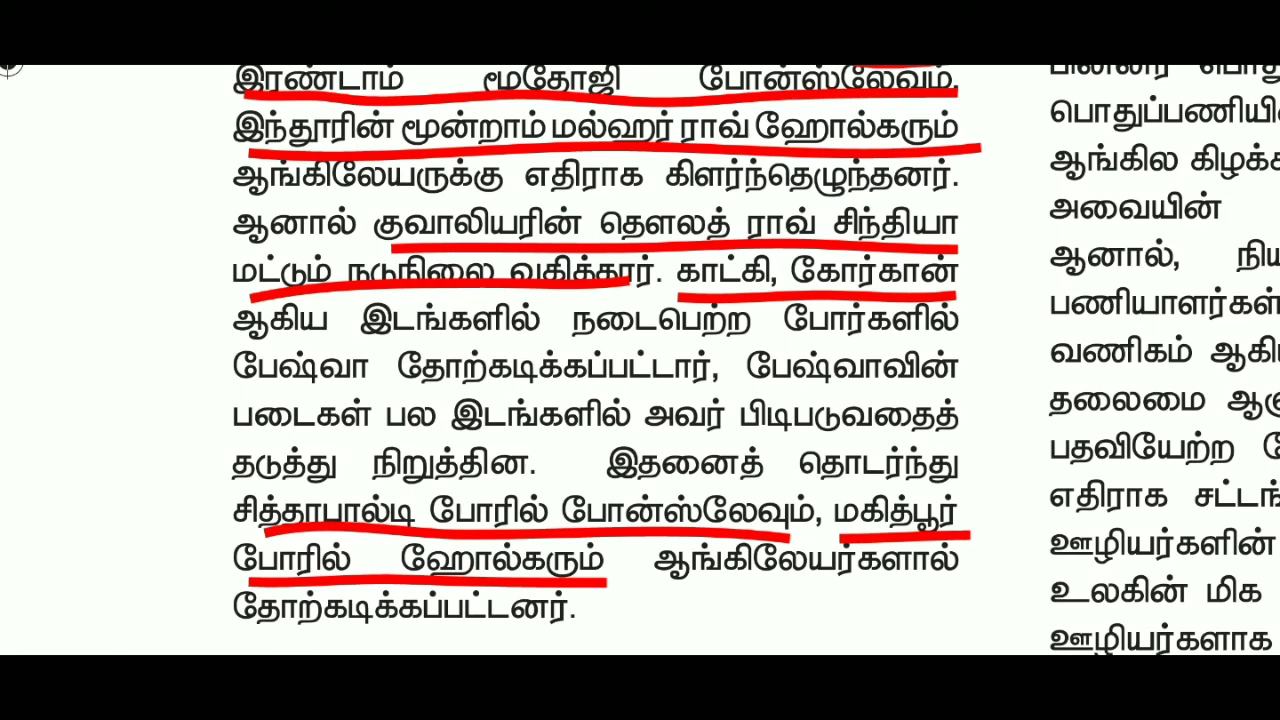 இரண்டாம் மூதோஜி போன்ஸ்லேவும்,
இந்தூரின் மூன்றாம் மல்ஹர் ராவ் ஹோல்கரும்
ஆங்கிலேயருக்கு எதிராக கிளர்ந்தெழுந்தனர்.
ஆனால் குவாலியரின் தௌலத் ராவ் சிந்தியா
மட்டும் நடுநிலை வகித்தார். காட்கி, கோர்கான்
ஆகிய இடங்களில் நடைபெற்ற போர்களில்
பேஷ்வா தோற்கடிக்கப்பட்டார், பேஷ்வாவின்
படைகள் பல இடங்களில் அவர் பிடிபடுவதைத்
தடுத்து நிறுத்தின. இதனைத் தொடர்ந்து
சித்தாபால்டி போரில் போன்ஸ்லேவும், மகித்பூர்
போரில் ஹோல்கரும் ஆங்கிலேயர்களால்
தோற்கடிக்கப்பட்டனர்.
பின்னர்
பொதுப்பணியி
ஆங்கில
அவையின்
ஆனால்,
பணியாளர்கள்
வணிகம்
தலைமை
பதவியேற்ற
எதிராக
ஊழியர்களின்
உலகின் மிக
ஊழியர்களாக